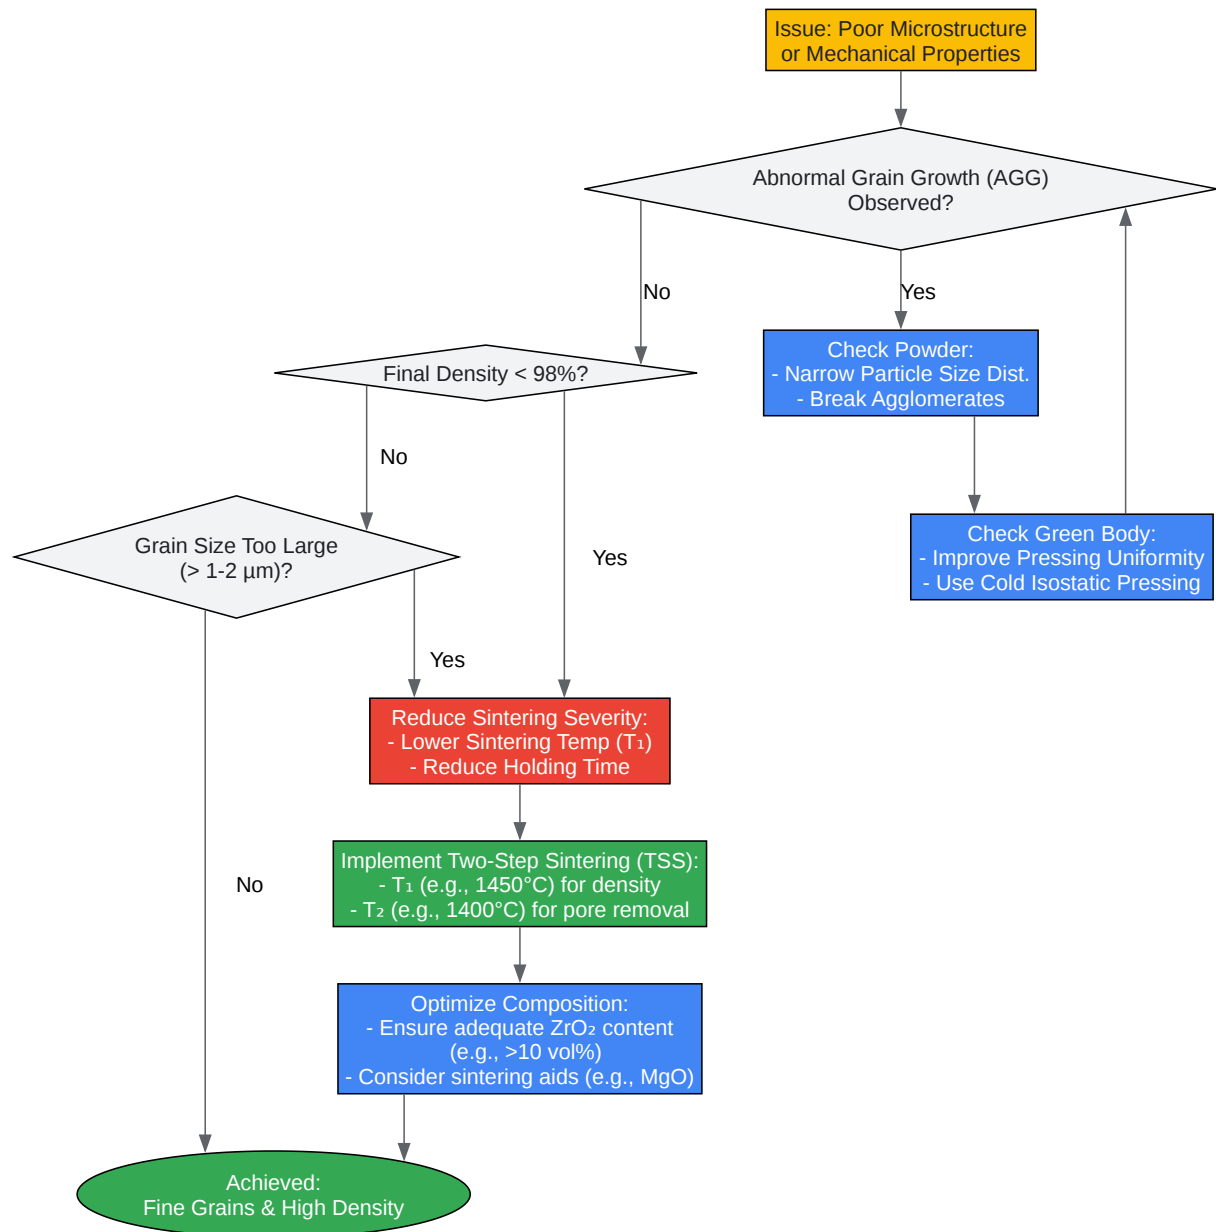 Issue: Poor Microstructure
or Mechanical Properties
Abnormal Grain Growth (AGG)
Observed?
No
Yes
Check Powder:
- Narrow Particle Size Dist.
- Break Agglomerates
Final Density < 98%?
No
Yes
Check Green Body:
- Improve Pressing Uniformity
- Use Cold Isostatic Pressing
Grain Size Too Large
(> 1-2 µm)?
Yes
No
Reduce Sintering Severity:
- Lower Sintering Temp (T₁)
- Reduce Holding Time
Implement Two-Step Sintering (TSS):
- T₁ (e.g., 1450°C) for density
- T₂ (e.g., 1400°C) for pore removal
Optimize Composition:
- Ensure adequate ZrO₂ content
(e.g., >10 vol%)
- Consider sintering aids (e.g., MgO)
Achieved:
Fine Grains & High Density